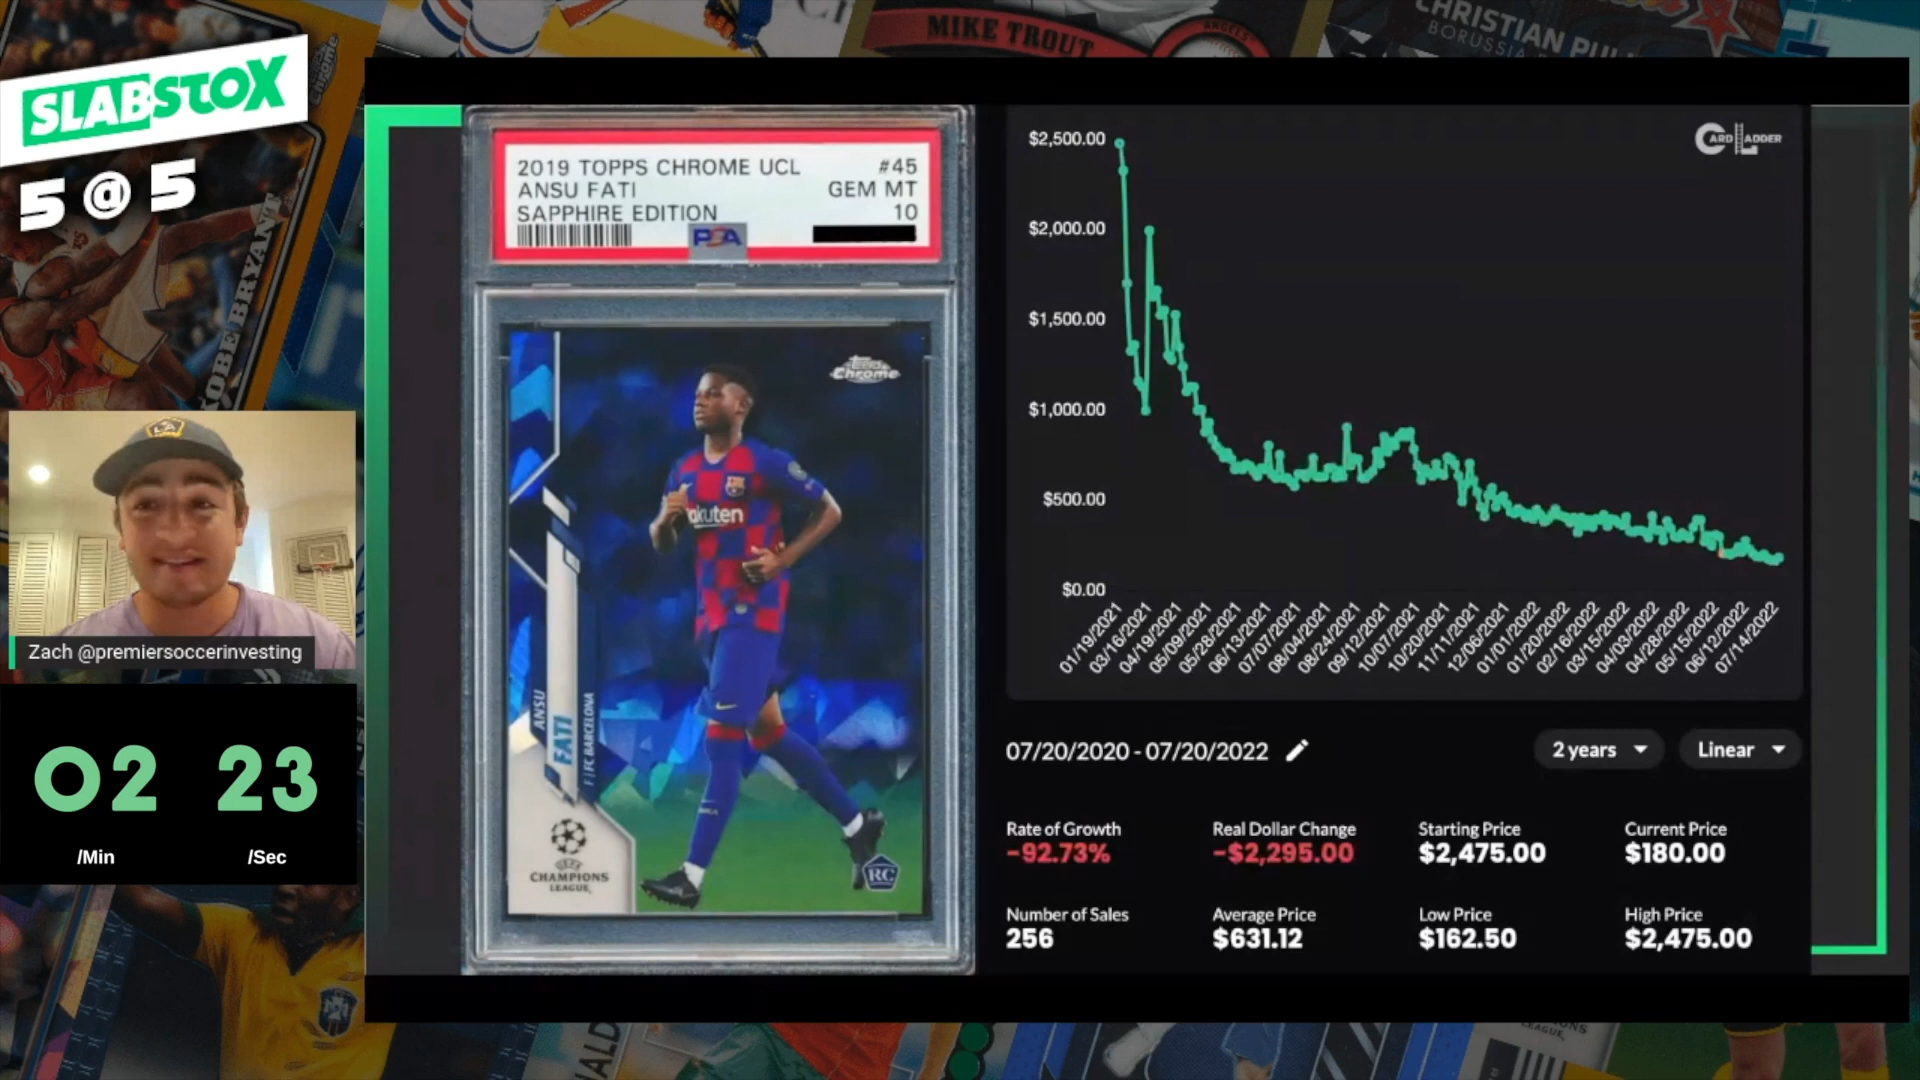 SLABSTOX
5 @ 5
MIKE TROUT
ANGELS
CHRISTIAN
BORUSSIA
Chrome
KOBE BRYANT
Zach @premiersoccerinvesting
02 23
/Min /Sec
2019 TOPPS CHROME UCL #45
ANSU FATI GEM MT
SAPPHIRE EDITION 10
PSA
Topps
Chrome
Rakuten
ANSU
FATI
F | FC BARCELONA
UEFA
CHAMPIONS
LEAGUE
RC
CARD LADDER
$2,500.00
$2,000.00
$1,500.00
$1,000.00
$500.00
$0.00
01/19/2021
03/16/2021
04/19/2021
05/09/2021
05/28/2021
06/13/2021
07/07/2021
08/04/2021
08/24/2021
09/12/2021
10/07/2021
10/20/2021
11/11/2021
12/06/2021
01/01/2022
01/20/2022
02/16/2022
03/15/2022
04/03/2022
04/28/2022
05/15/2022
06/12/2022
07/14/2022
07/20/2020 - 07/20/2022
2 years
Linear
Rate of Growth Real Dollar Change Starting Price Current Price
-92.73% -$2,295.00 $2,475.00 $180.00
Number of Sales Average Price Low Price High Price
256 $631.12 $162.50 $2,475.00
LEAGUE